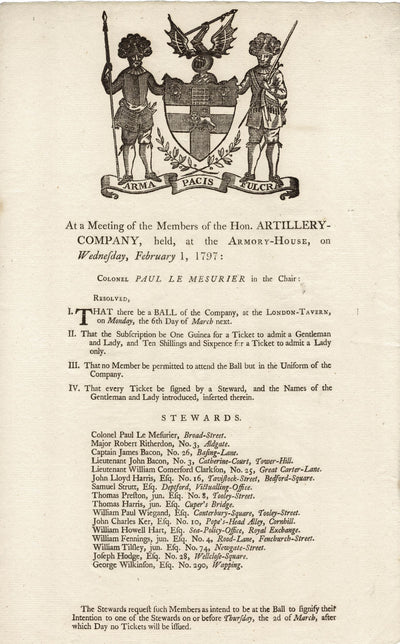 ARMA PACIS FULCRA
At a Meeting of the Members of the Hon. ARTILLERY-
COMPANY, held, at the ARMORY-HOUSE, on
Wedneſday, February 1, 1797:
COLONEL PAUL LE MESURIER in the Chair:
RESOLVED,
I. THAT there be a BALL of the Company, at the LONDON-TAVERN,
on Monday, the 6th Day of March next.
II. That the Subſcription be One Guinea for a Ticket to admit a Gentleman
and Lady, and Ten Shillings and Sixpence for a Ticket to admit a Lady
only.
III. That no Member be permitted to attend the Ball but in the Uniform of the
Company.
IV. That every Ticket be ſigned by a Steward, and the Names of the
Gentleman and Lady introduced, inſerted therein.
STEWARDS.
Colonel Paul Le Meſurier, Broad-Street.
Major Robert Ritherdon, No. 3, Aldgate.
Captain James Bacon, No. 26, Baſing-Lane.
Lieutenant John Bacon, No. 3, Catherine-Court, Tower-Hill.
Lieutenant William Comerford Clarkſon, No. 25, Great Carter-Lane.
John Lloyd Harris, Eſq. No. 16, Taviſtock-Street, Bedford-Square.
Samuel Strutt, Eſq. Deptford, Victualling-Office.
Thomas Preſton, jun. Eſq. No. 8, Tooley-Street.
Thomas Harris, jun. Eſq. Cuper's Bridge.
William Paul Wiegand, Eſq. Canterbury-Square, Tooley-Street.
John Charles Ker, Eſq. No. 10, Pope's-Head Alley, Cornhill.
William Howell Hart, Eſq. Sea-Policy-Office, Royal Exchange.
William Fennings, jun. Eſq. No. 4, Rood-Lane, Fenchurch-Street.
William Tilſley, jun. Eſq. No. 74, Newgate-Street.
Joſeph Hodge, Eſq. No. 28, Wellcloſe-Square.
George Wilkinſon, Eſq. No. 290, Wapping.
The Stewards requeſt ſuch Members as intend to be at the Ball to ſignify their
Intention to one of the Stewards on or before Thurſday, the 2d of March, after
which Day no Tickets will be iſſued.